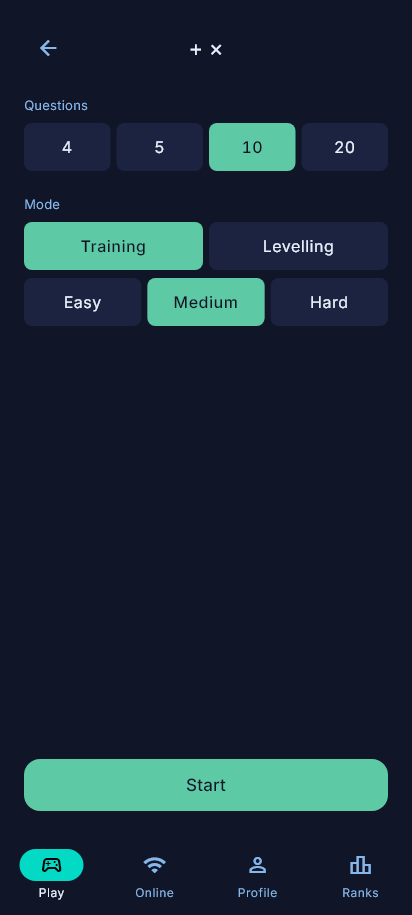 + ×
Questions
4 5 10 20
Mode
Training Levelling
Easy Medium Hard
Start
Play Online Profile Ranks